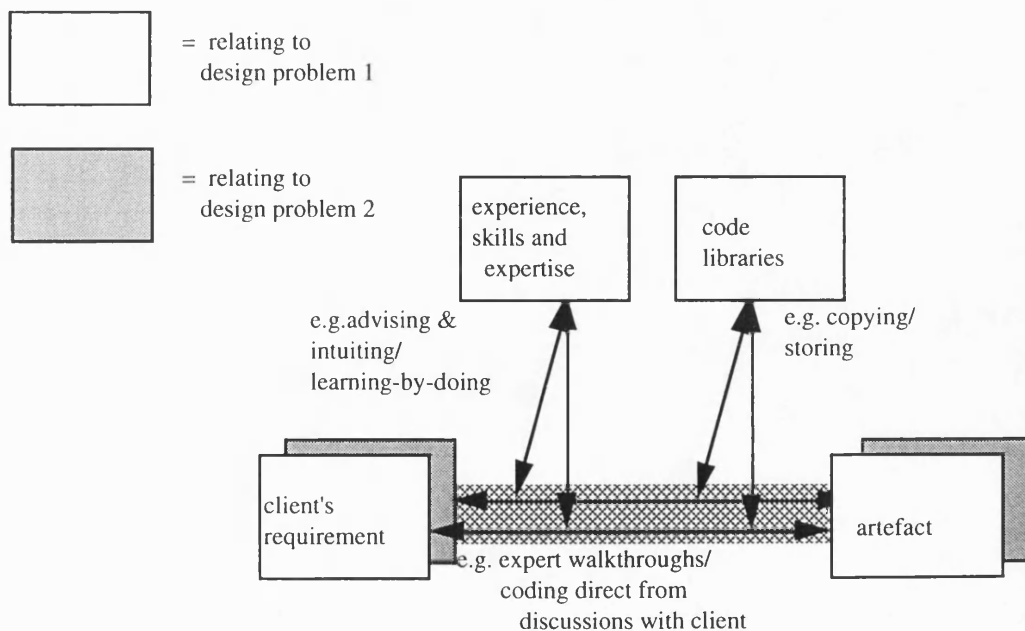 = relating to
design problem 1
= relating to
design problem 2
experience,
skills and
expertise
code
libraries
e.g.advising &
intuiting/
learning-by-doing
e.g. copying/
storing
client's
requirement
artefact
e.g. expert walkthroughs/
coding direct from
discussions with client